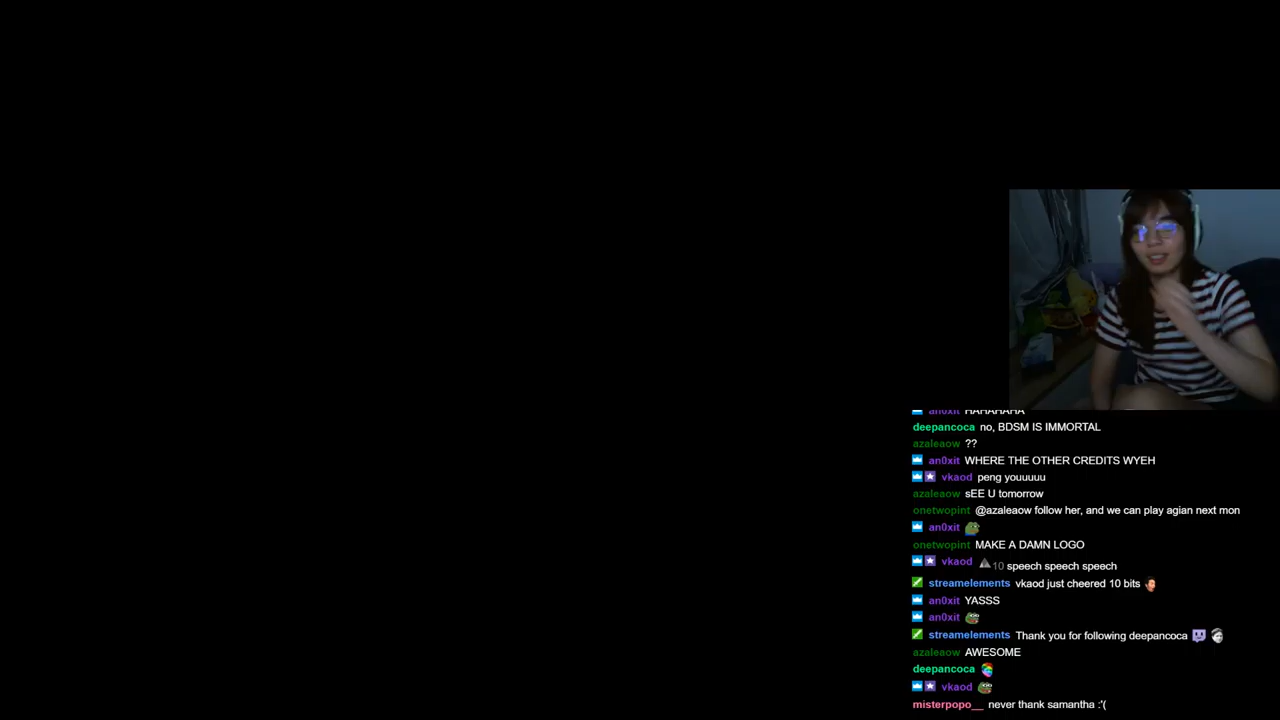 an0xit HAHAHAHA
deepancoca no, BDSM IS IMMORTAL
azaleaow ??
an0xit WHERE THE OTHER CREDITS WYEH
vkaod peng youuuuu
azaleaow sEE U tomorrow
onetwopint @azaleaow follow her, and we can play agian next mon
an0xit
onetwopint MAKE A DAMN LOGO
vkaod 10 speech speech speech
streamelements vkaod just cheered 10 bits
an0xit YASSS
an0xit
streamelements Thank you for following deepancoca
azaleaow AWESOME
deepancoca
vkaod
misterpopo__ never thank samantha :'(